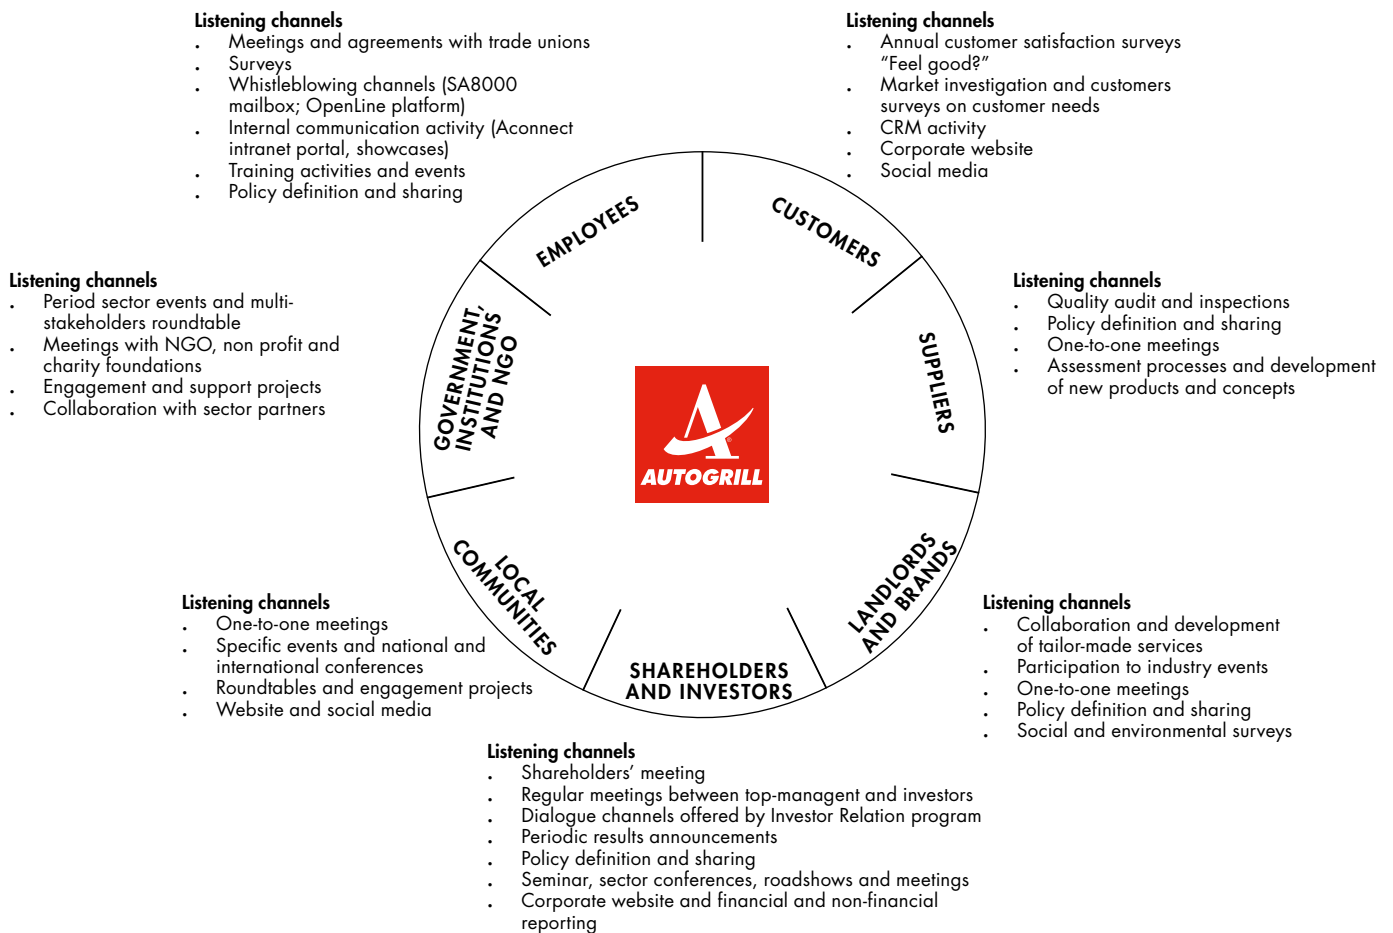 Listening channels
. Meetings and agreements with trade unions
. Surveys
. Whistleblowing channels (SA8000
mailbox; OpenLine platform)
. Internal communication activity (Aconnect
intranet portal, showcases)
. Training activities and events
. Policy definition and sharing
Listening channels
. Annual customer satisfaction surveys
“Feel good?”
. Market investigation and customers
surveys on customer needs
. CRM activity
. Corporate website
. Social media
EMPLOYEES
CUSTOMERS
Listening channels
. Period sector events and multi-
stakeholders roundtable
. Meetings with NGO, non profit and
charity foundations
. Engagement and support projects
. Collaboration with sector partners
GOVERNMENT,
INSTITUTIONS
AND NGO
SUPPLIERS
Listening channels
. Quality audit and inspections
. Policy definition and sharing
. One-to-one meetings
. Assessment processes and development
of new products and concepts
A®
AUTOGRILL
Listening channels
. One-to-one meetings
. Specific events and national and
international conferences
. Roundtables and engagement projects
. Website and social media
LOCAL
COMMUNITIES
SHAREHOLDERS
AND INVESTORS
LANDLORDS
AND BRANDS
Listening channels
. Collaboration and development
of tailor-made services
. Participation to industry events
. One-to-one meetings
. Policy definition and sharing
. Social and environmental surveys
Listening channels
. Shareholders’ meeting
. Regular meetings between top-managent and investors
. Dialogue channels offered by Investor Relation program
. Periodic results announcements
. Policy definition and sharing
. Seminar, sector conferences, roadshows and meetings
. Corporate website and financial and non-financial
reporting